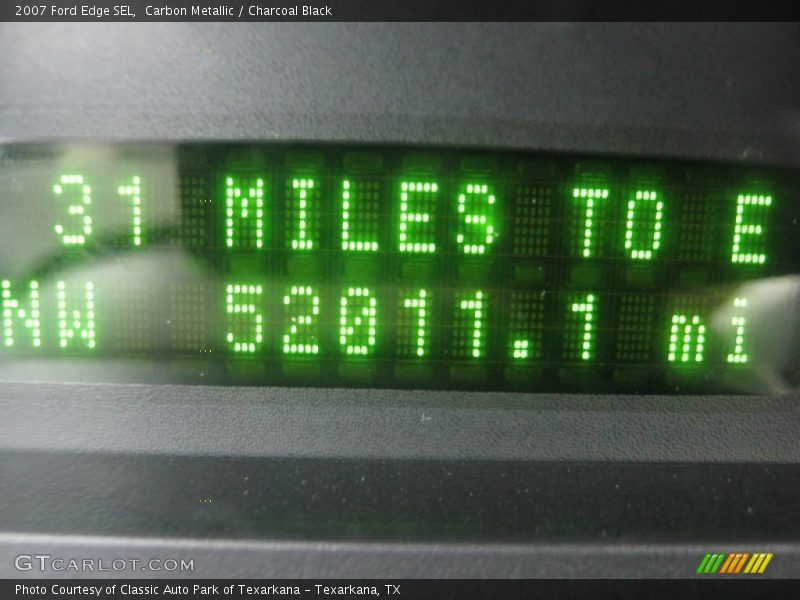 2007 Ford Edge SEL,  Carbon Metallic / Charcoal Black
31 MILES TO E
NW 52011.1 mi
GTCARLOT.COM
Photo Courtesy of Classic Auto Park of Texarkana - Texarkana, TX